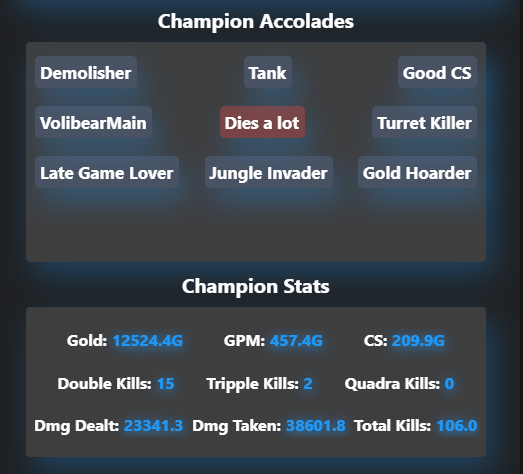 Champion Accolades
Demolisher Tank Good CS
VolibearMain Dies a lot Turret Killer
Late Game Lover Jungle Invader Gold Hoarder
Champion Stats
Gold: 12524.4G GPM: 457.4G CS: 209.9G
Double Kills: 15 Tripple Kills: 2 Quadra Kills: 0
Dmg Dealt: 23341.3 Dmg Taken: 38601.8 Total Kills: 106.0